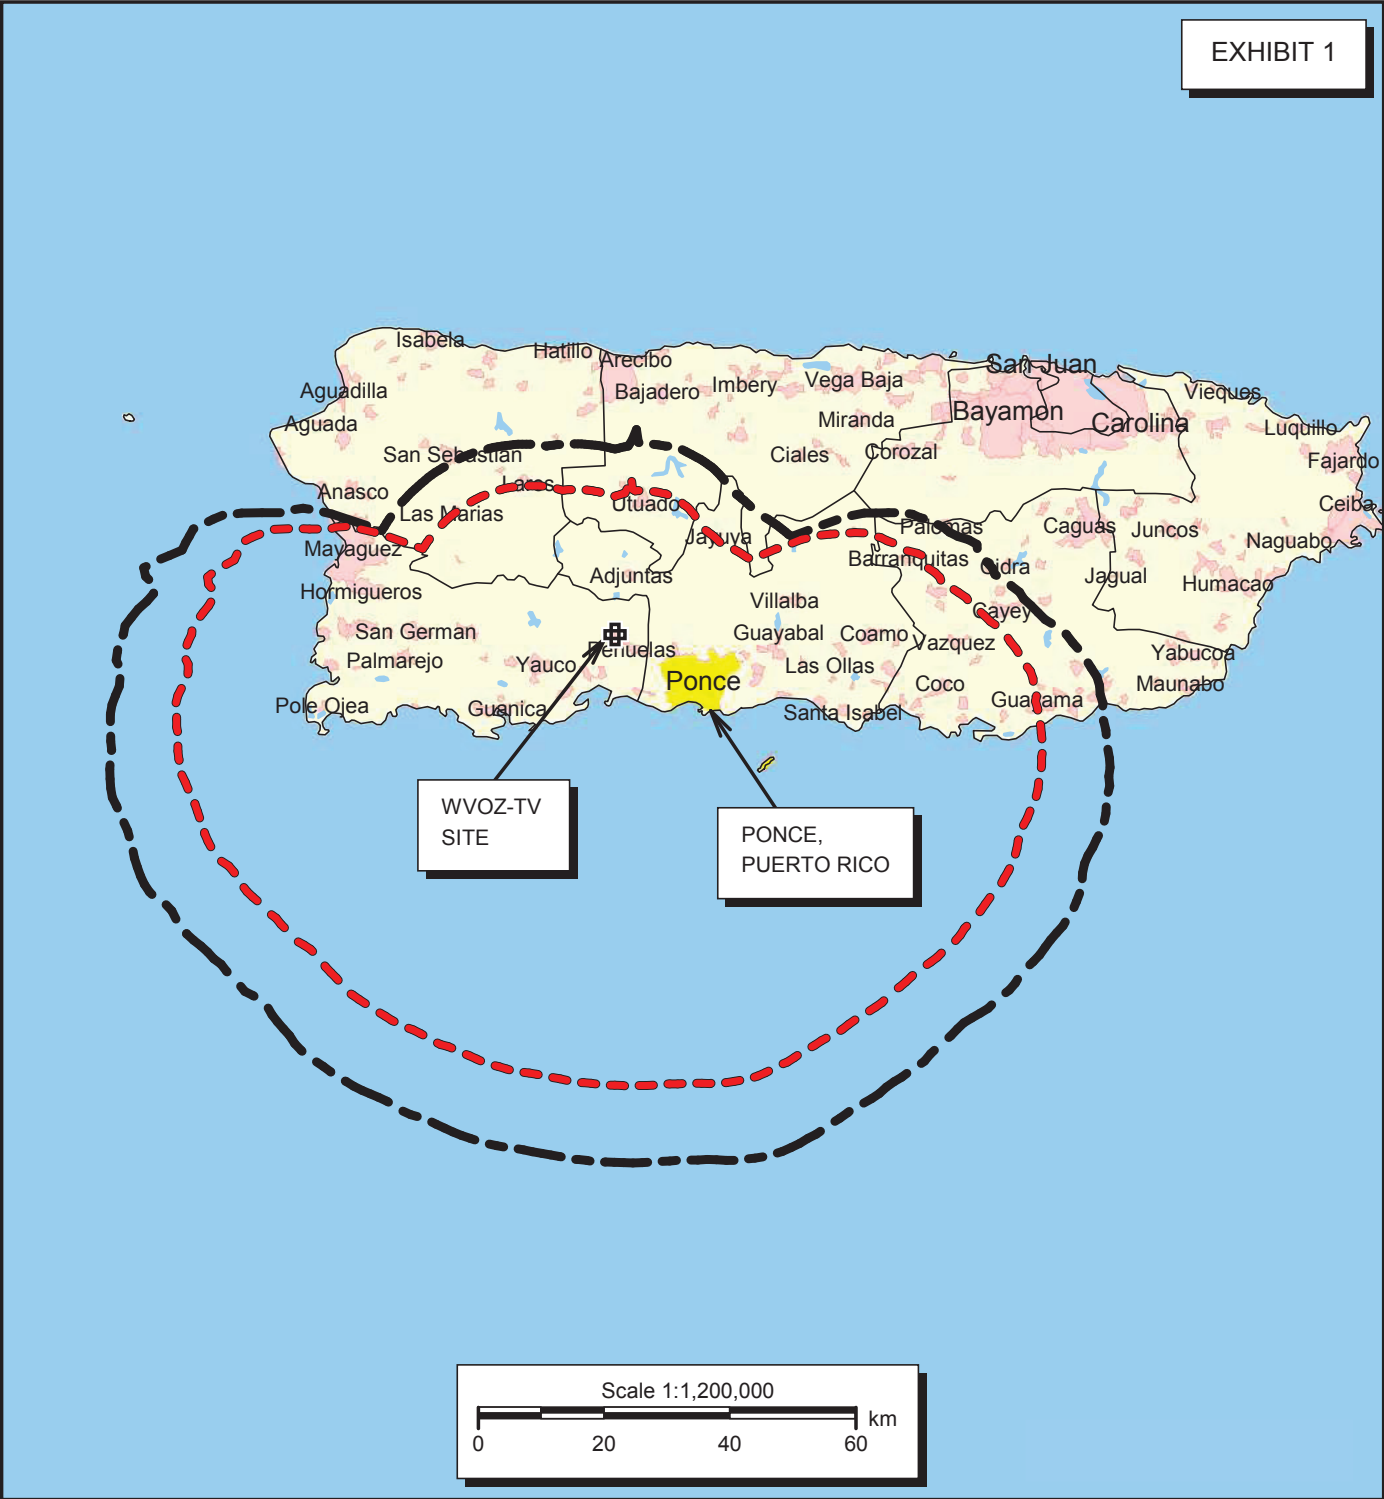 EXHIBIT 1
Isabela
Hatillo
Arecibo
San Juan
Aguadilla
Bajadero
Imbery
Vega Baja
Vieques
Aguada
Miranda
Bayamon
Carolina
Luquillo
San Sebastian
Ciales
Corozal
Fajardo
Anasco
Lares
Utuado
Ceiba
Las Marias
Palomas
Caguas
Juncos
Mayaguez
Jayuya
Naguabo
Barranquitas
Cidra
Hormigueros
Adjuntas
Jagual
Humacao
Villalba
Cayey
San German
Guayabal
Coamo
Vazquez
Palmarejo
Yauco
Penuelas
Las Ollas
Yabucoa
Ponce
Coco
Maunabo
Pole Ojea
Guanica
Santa Isabel
Guayama
WVOZ-TV
SITE
PONCE,
PUERTO RICO
Scale 1:1,200,000
km
0 20 40 60